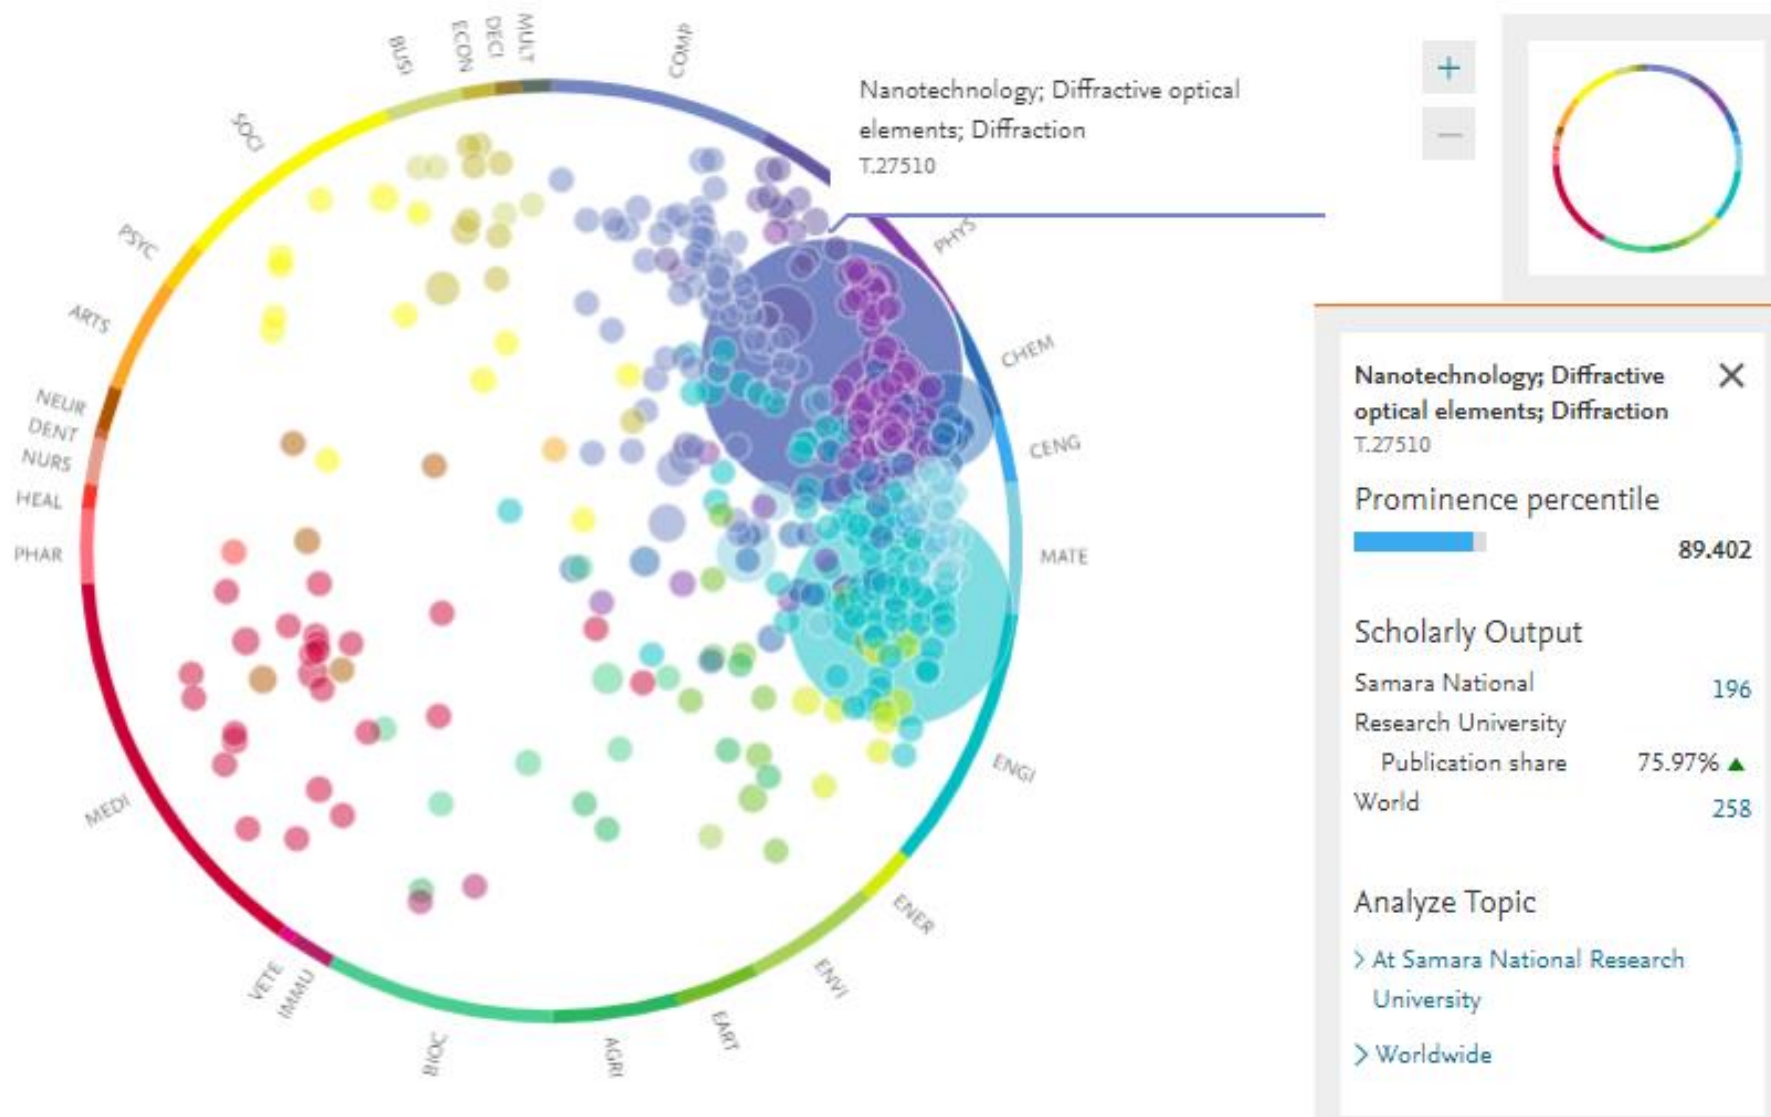 MULT
DECI
ECON
BUSI
COMP
SOCI
PSYC
ARTS
NEUR
DENT
NURS
HEAL
PHAR
MEDI
VETE
IMMU
BIOC
AGRI
EART
ENVI
ENER
ENGI
MATE
CENG
CHEM
PHYS
Nanotechnology; Diffractive optical
elements; Diffraction
T.27510
+
−
Nanotechnology; Diffractive
optical elements; Diffraction
T.27510
Prominence percentile
89.402
Scholarly Output
Samara National
Research University
196
Publication share 75.97% ▲
World 258
Analyze Topic
> At Samara National Research
University
> Worldwide